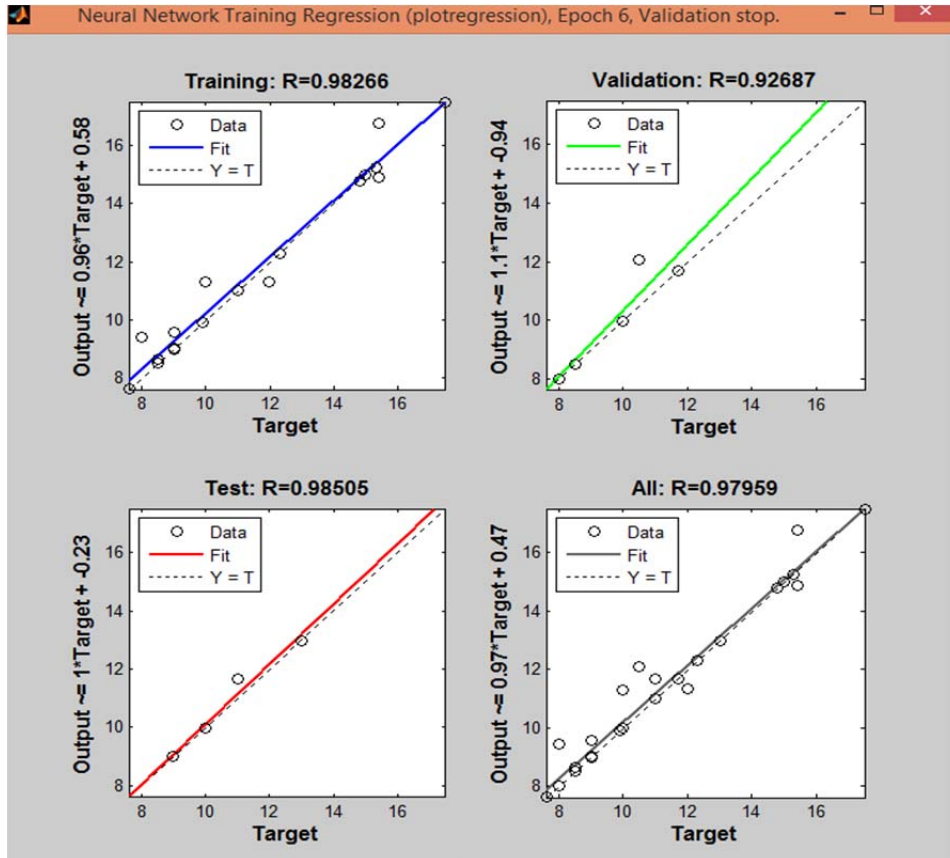 Neural Network Training Regression (plotregression), Epoch 6, Validation stop.
Training: R=0.98266
Output ~= 0.96*Target + 0.58
Data
Fit
Y = T
16
14
12
10
8
8 10 12 14 16
Target
Validation: R=0.92687
Output ~= 1.1*Target + -0.94
Data
Fit
Y = T
16
14
12
10
8
8 10 12 14 16
Target
Test: R=0.98505
Output ~= 1*Target + -0.23
Data
Fit
Y = T
16
14
12
10
8
8 10 12 14 16
Target
All: R=0.97959
Output ~= 0.97*Target + 0.47
Data
Fit
Y = T
16
14
12
10
8
8 10 12 14 16
Target